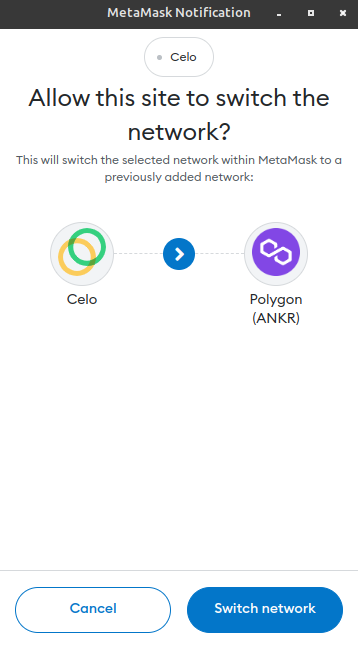 MetaMask Notification
Celo
Allow this site to switch the
network?
This will switch the selected network within MetaMask to a
previously added network:
Celo
Polygon
(ANKR)
Cancel
Switch network